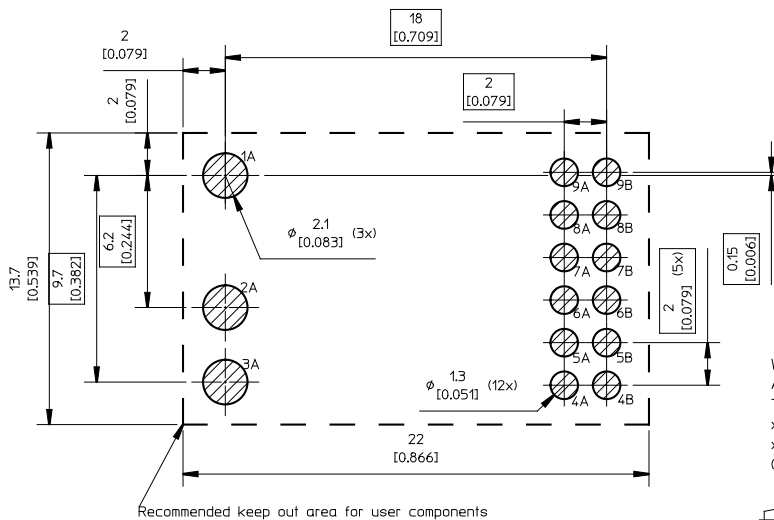 18
[0.709]
2
[0.079]
2
[0.079]
2
[0.079]
1A
9A
9B
8A
8B
7A
7B
6A
6B
5A
5B
4A
4B
2A
3A
ø 2.1 (3x)
[0.083]
ø 1.3 (12x)
[0.051]
6.2
[0.244]
9.7
[0.382]
13.7
[0.539]
2 (5x)
[0.079]
0.15
[0.006]
22
[0.866]
Recommended keep out area for user components